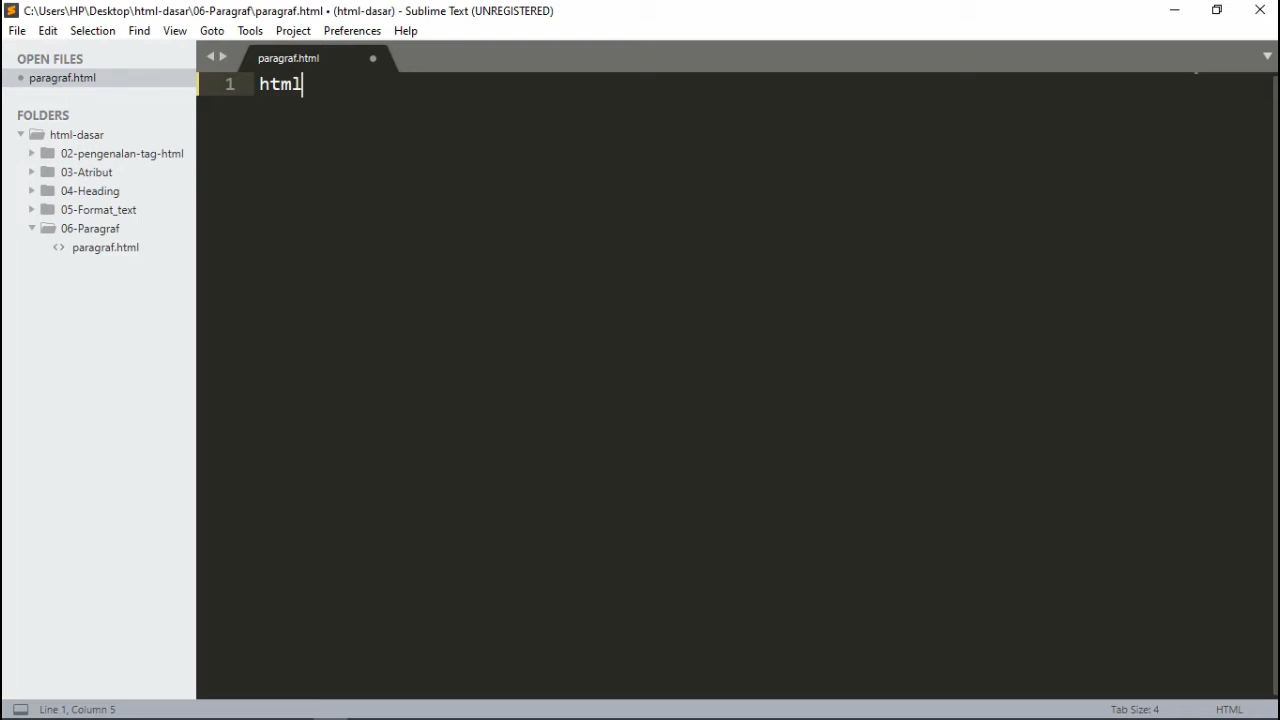 C:\Users\HP\Desktop\html-dasar\06-Paragraf\paragraf.html • (html-dasar) - Sublime Text (UNREGISTERED)
File Edit Selection Find View Goto Tools Project Preferences Help
OPEN FILES
paragraf.html
FOLDERS
html-dasar
02-pengenalan-tag-html
03-Atribut
04-Heading
05-Format_text
06-Paragraf
<> paragraf.html
paragraf.html
1 html
Line 1, Column 5
Tab Size: 4
HTML